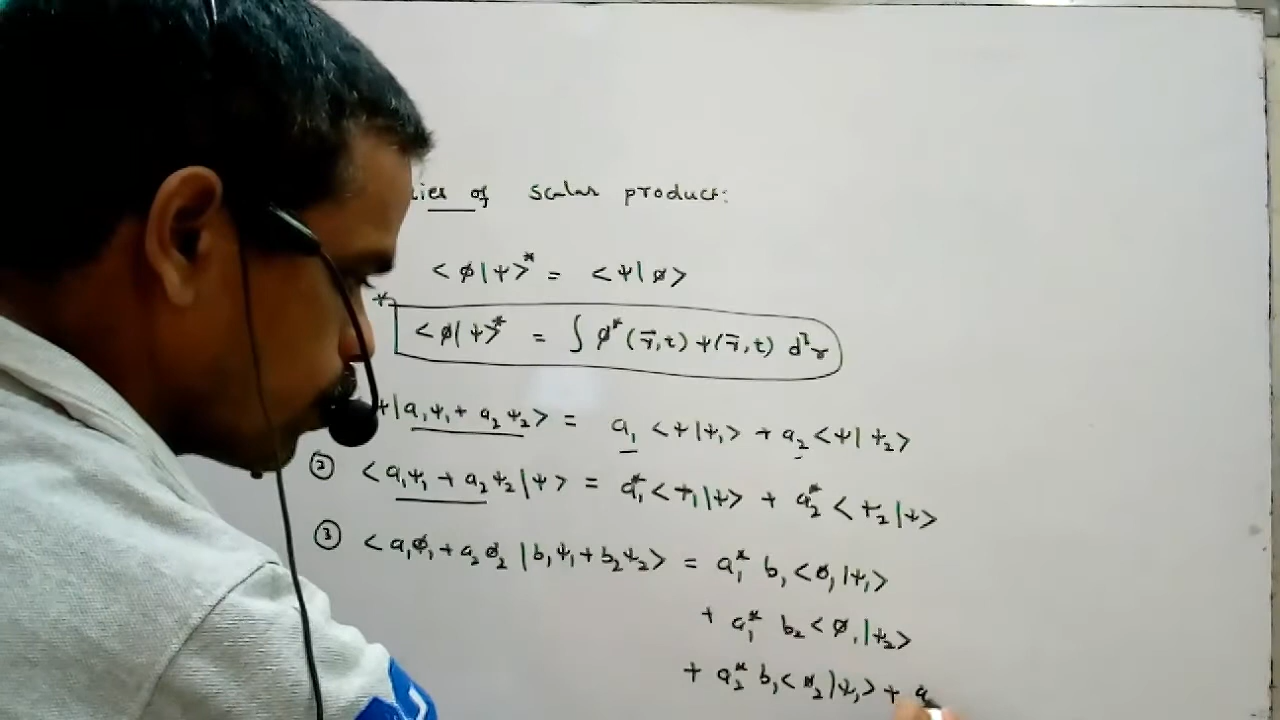 ies of scalar product:
<φ|ψ>* = <ψ|φ>
* <φ|ψ>* = ∫ φ*(r⃗,t) ψ(r⃗,t) d³r
ψ|a₁ψ₁ + a₂ψ₂> = a₁ <ψ|ψ₁> + a₂ <ψ|ψ₂>
② <a₁ψ₁ + a₂ψ₂|ψ> = a₁* <ψ₁|ψ> + a₂* <ψ₂|ψ>
③ <a₁φ₁ + a₂φ₂ |b₁ψ₁ + b₂ψ₂> = a₁* b₁ <φ₁|ψ₁>
+ a₁* b₂ <φ₁|ψ₂>
+ a₂* b₁ <φ₂|ψ₁> + a